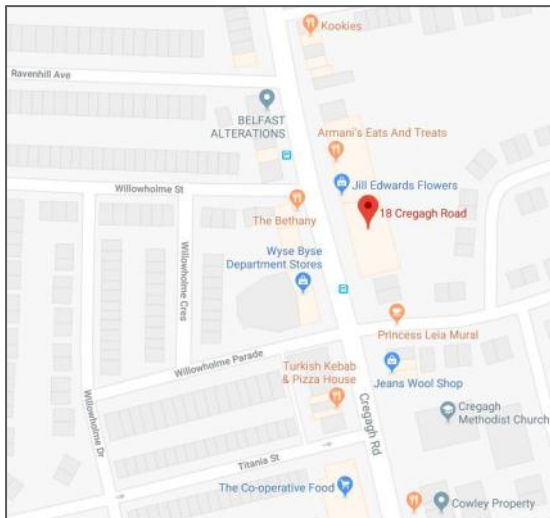 Kookies
Ravenhill Ave
BELFAST
ALTERATIONS
Armani's Eats And Treats
Jill Edwards Flowers
Willowholme St
The Bethany
18 Cregagh Road
Wyse Byse
Department Stores
Willowholme Cres
Princess Leia Mural
Willowholme Parade
Turkish Kebab
& Pizza House
Jeans Wool Shop
Cregagh Rd
Cregagh
Methodist Church
Willowholme Dr
Titania St
The Co-operative Food
Cowley Property